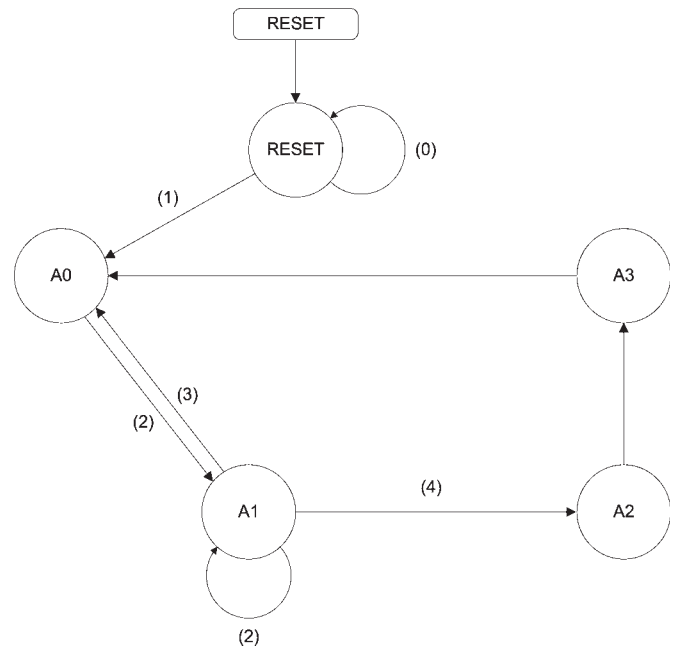 RESET
RESET
(0)
(1)
A0
A3
(3)
(2)
(4)
A1
A2
(2)